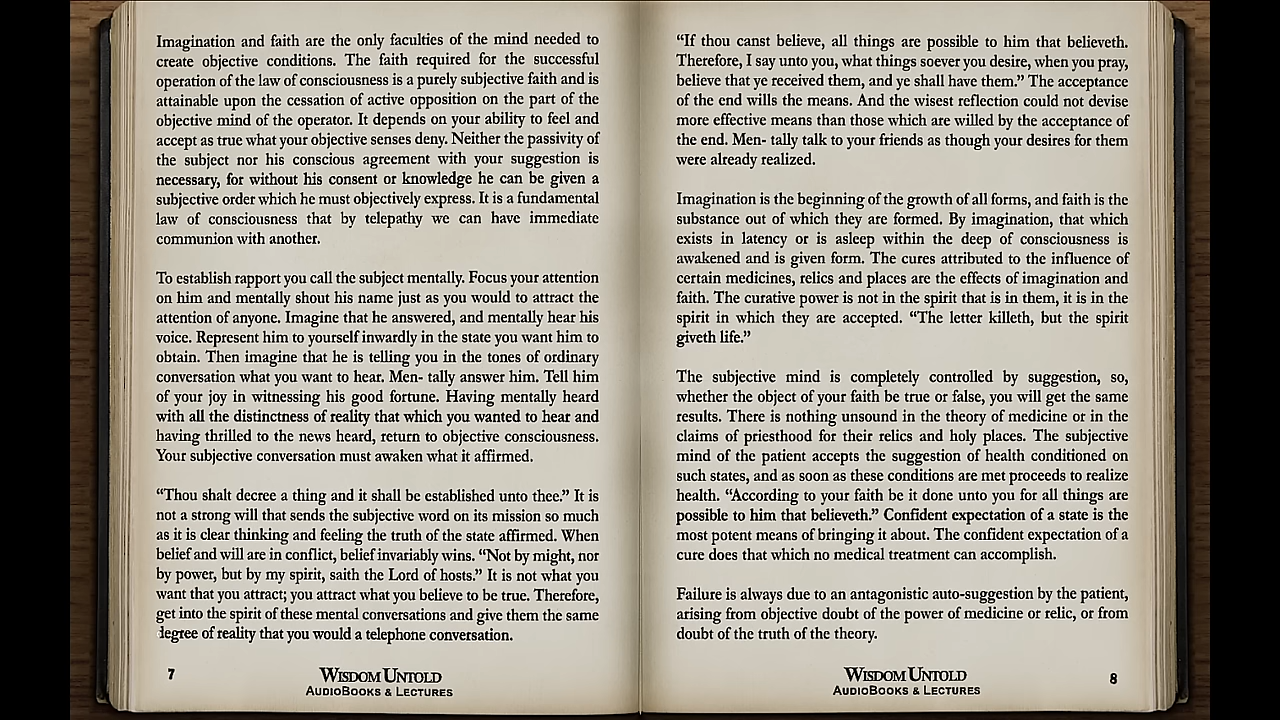 Imagination and faith are the only faculties of the mind needed to
create objective conditions. The faith required for the successful
operation of the law of consciousness is a purely subjective faith and is
attainable upon the cessation of active opposition on the part of the
objective mind of the operator. It depends on your ability to feel and
accept as true what your objective senses deny. Neither the passivity of
the subject nor his conscious agreement with your suggestion is
necessary, for without his consent or knowledge he can be given a
subjective order which he must objectively express. It is a fundamental
law of consciousness that by telepathy we can have immediate
communion with another.
To establish rapport you call the subject mentally. Focus your attention
on him and mentally shout his name just as you would to attract the
attention of anyone. Imagine that he answered, and mentally hear his
voice. Represent him to yourself inwardly in the state you want him to
obtain. Then imagine that he is telling you in the tones of ordinary
conversation what you want to hear. Men- tally answer him. Tell him
of your joy in witnessing his good fortune. Having mentally heard
with all the distinctness of reality that which you wanted to hear and
having thrilled to the news heard, return to objective consciousness.
Your subjective conversation must awaken what it affirmed.
“Thou shalt decree a thing and it shall be established unto thee.” It is
not a strong will that sends the subjective word on its mission so much
as it is clear thinking and feeling the truth of the state affirmed. When
belief and will are in conflict, belief invariably wins. “Not by might, nor
by power, but by my spirit, saith the Lord of hosts.” It is not what you
want that you attract; you attract what you believe to be true. Therefore,
get into the spirit of these mental conversations and give them the same
degree of reality that you would a telephone conversation.
7
WISDOM UNTOLD
AUDIOBOOKS & LECTURES
“If thou canst believe, all things are possible to him that believeth.
Therefore, I say unto you, what things soever you desire, when you pray,
believe that ye received them, and ye shall have them.” The acceptance
of the end wills the means. And the wisest reflection could not devise
more effective means than those which are willed by the acceptance of
the end. Men- tally talk to your friends as though your desires for them
were already realized.
Imagination is the beginning of the growth of all forms, and faith is the
substance out of which they are formed. By imagination, that which
exists in latency or is asleep within the deep of consciousness is
awakened and is given form. The cures attributed to the influence of
certain medicines, relics and places are the effects of imagination and
faith. The curative power is not in the spirit that is in them, it is in the
spirit in which they are accepted. “The letter killeth, but the spirit
giveth life.”
The subjective mind is completely controlled by suggestion, so,
whether the object of your faith be true or false, you will get the same
results. There is nothing unsound in the theory of medicine or in the
claims of priesthood for their relics and holy places. The subjective
mind of the patient accepts the suggestion of health conditioned on
such states, and as soon as these conditions are met proceeds to realize
health. “According to your faith be it done unto you for all things are
possible to him that believeth.” Confident expectation of a state is the
most potent means of bringing it about. The confident expectation of a
cure does that which no medical treatment can accomplish.
Failure is always due to an antagonistic auto-suggestion by the patient,
arising from objective doubt of the power of medicine or relic, or from
doubt of the truth of the theory.
WISDOM UNTOLD
AUDIOBOOKS & LECTURES
8